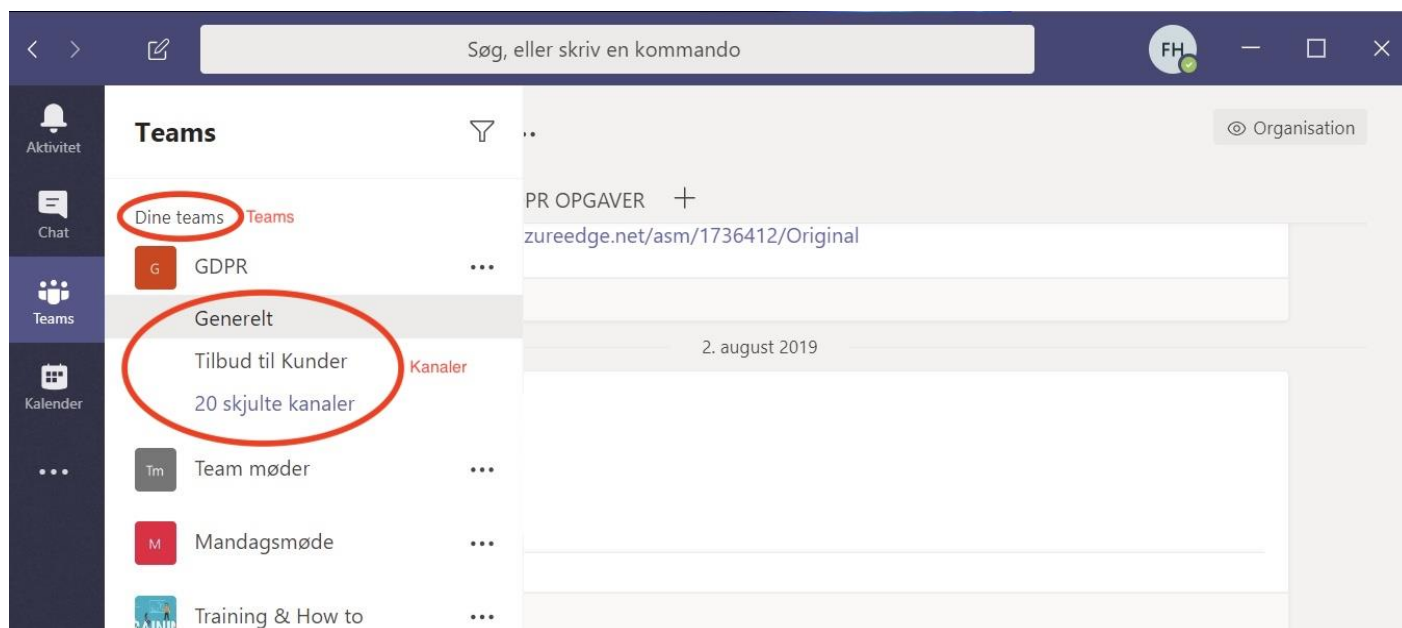 Søg, eller skriv en kommando
FH
Aktivitet
Teams
..
Organisation
Chat
Dine teams Teams
PR OPGAVER
zureedge.net/asm/1736412/Original
G GDPR
Teams
Generelt
2. august 2019
Tilbud til Kunder
Kanaler
Kalender
20 skjulte kanaler
Tm Team møder
M Mandagsmøde
Training & How to